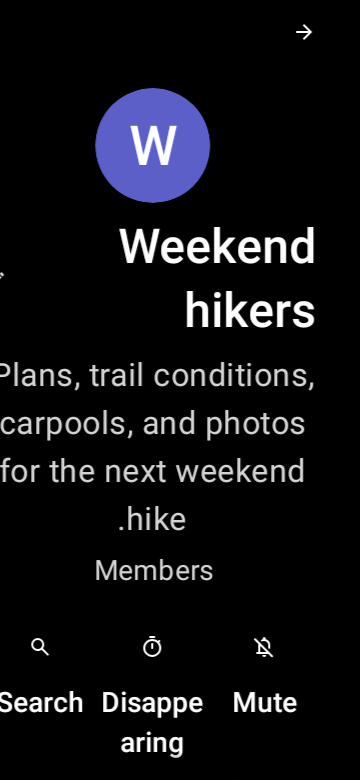 W
Weekend
hikers
Plans, trail conditions,
carpools, and photos
for the next weekend
.hike
Members
Search Disappe Mute
aring